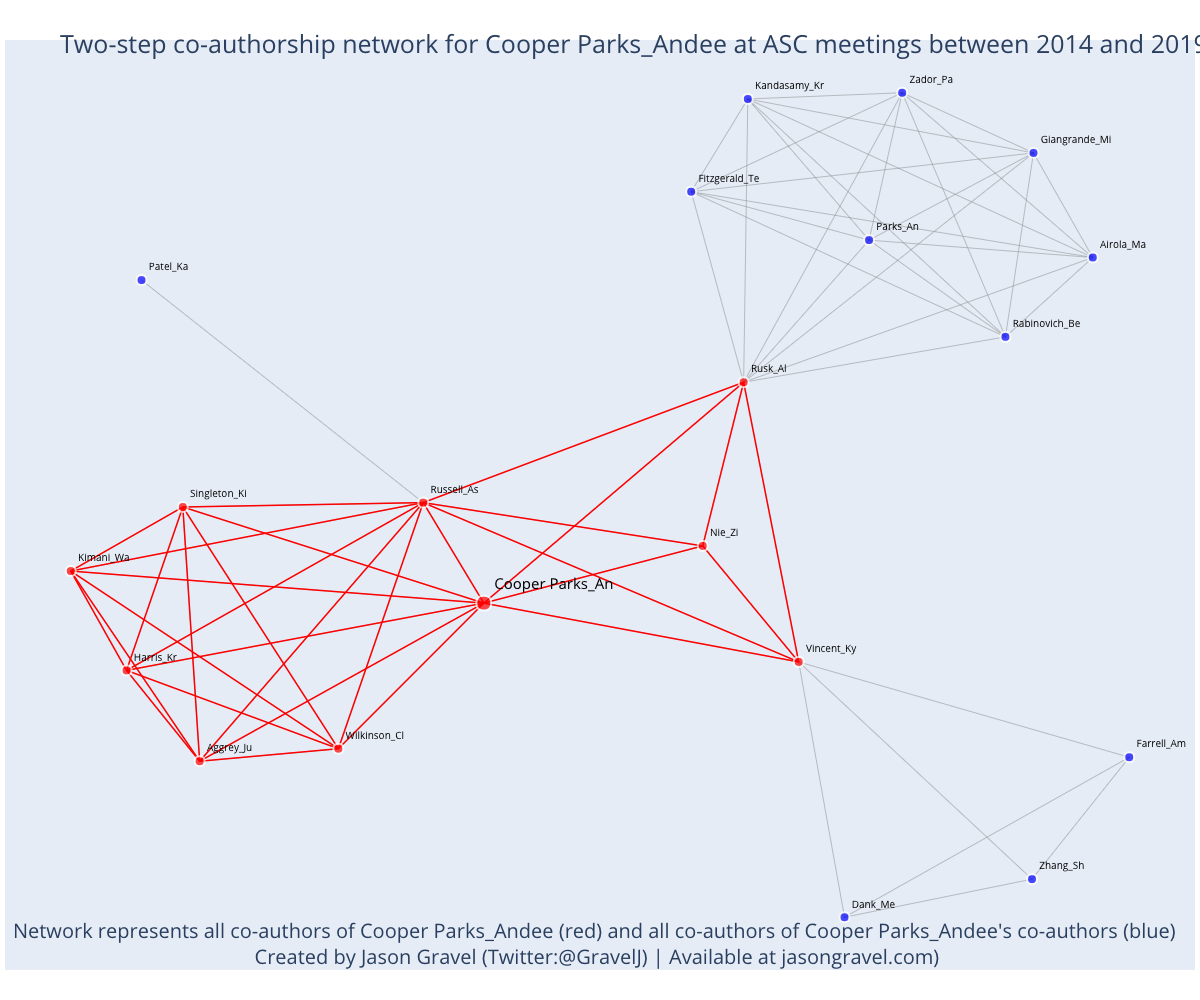 Two-step co-authorship network for Cooper Parks_Andee at ASC meetings between 2014 and 2019
Kandasamy_Kr
Zador_Pa
Giangrande_Mi
Fitzgerald_Te
Parks_An
Airola_Ma
Patel_Ka
Rabinovich_Be
Rusk_Al
Singleton_Ki
Russell_As
Nie_Zi
Kimani_Wa
Cooper Parks_An
Harris_Kr
Vincent_Ky
Aggrey_Ju
Wilkinson_Cl
Farrell_Am
Zhang_Sh
Dank_Me
Network represents all co-authors of Cooper Parks_Andee (red) and all co-authors of Cooper Parks_Andee's co-authors (blue)
Created by Jason Gravel (Twitter:@GravelJ) | Available at jasongravel.com)